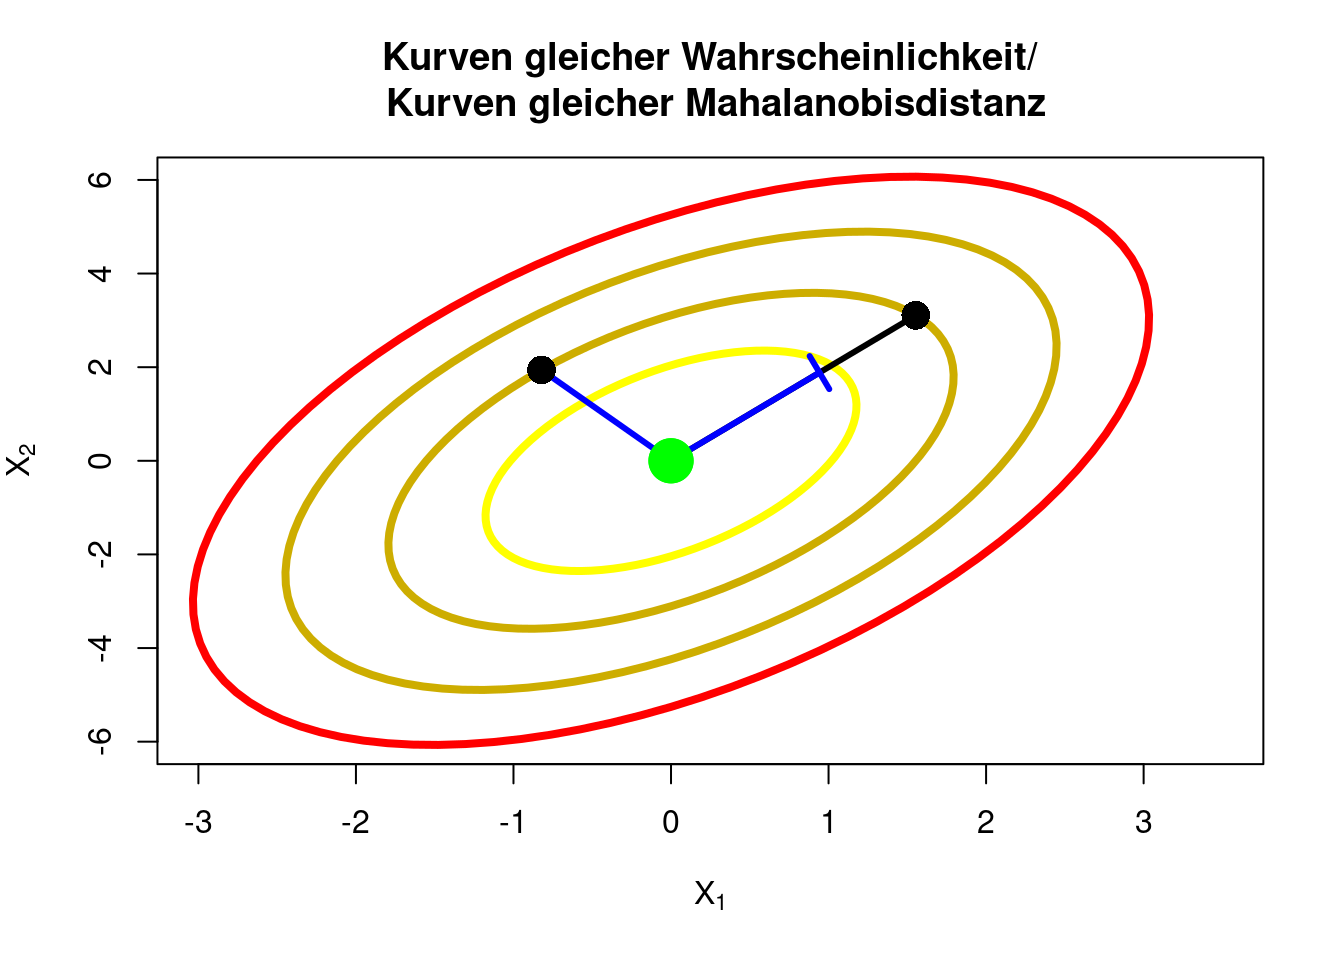 Kurven gleicher Wahrscheinlichkeit/
Kurven gleicher Mahalanobisdistanz
6
4
2
0
-2
-4
-6
X₂
-3 -2 -1 0 1 2 3
X₁